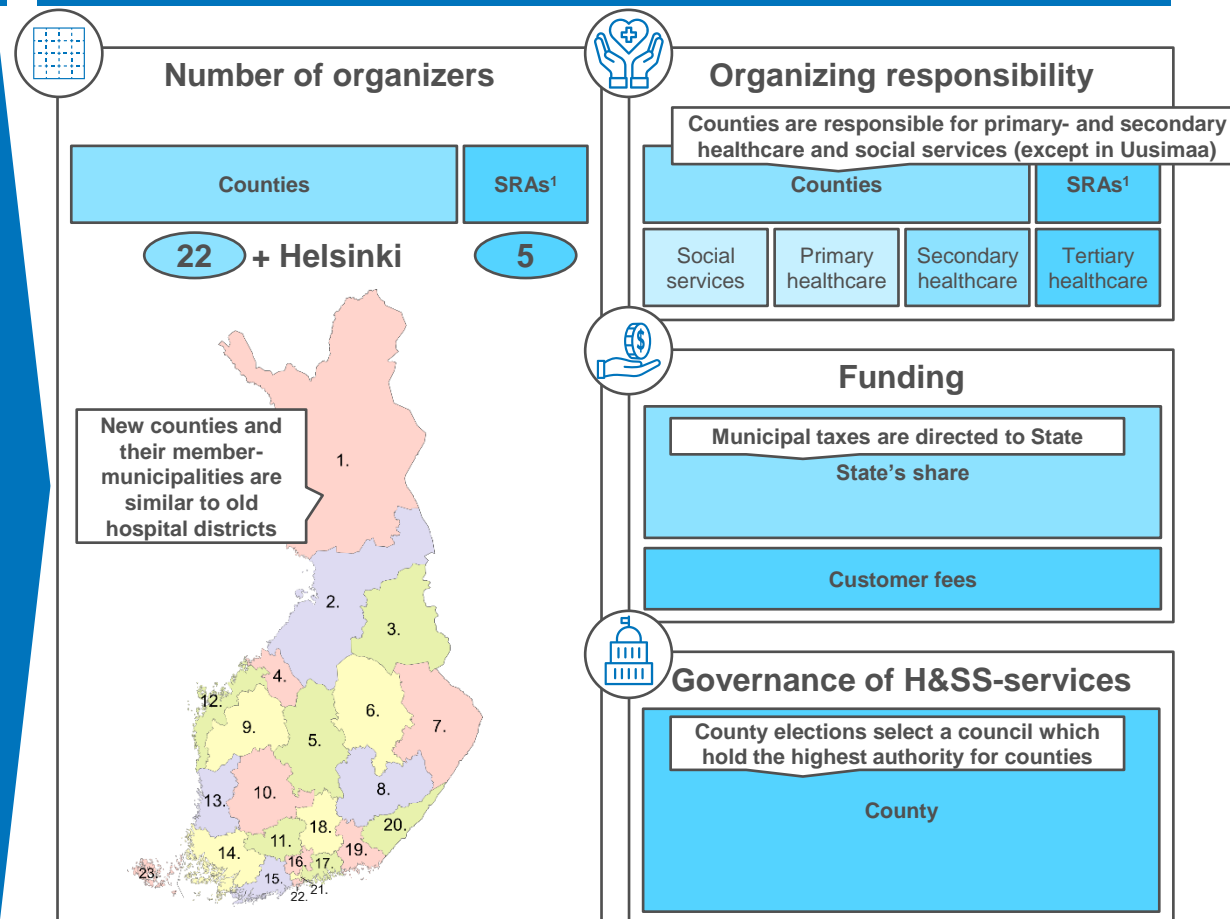 Number of organizers
Counties
SRAs¹
22 + Helsinki
5
New counties and
their member-
municipalities are
similar to old
hospital districts
1.
2.
3.
4.
12.
6.
9.
7.
5.
8.
10.
13.
20.
18.
11.
14.
19.
16.
17.
23.
15.
21.
22.
Organizing responsibility
Counties are responsible for primary- and secondary
healthcare and social services (except in Uusimaa)
Counties
SRAs¹
Social
services
Primary
healthcare
Secondary
healthcare
Tertiary
healthcare
Funding
Municipal taxes are directed to State
State's share
Customer fees
Governance of H&SS-services
County elections select a council which
hold the highest authority for counties
County